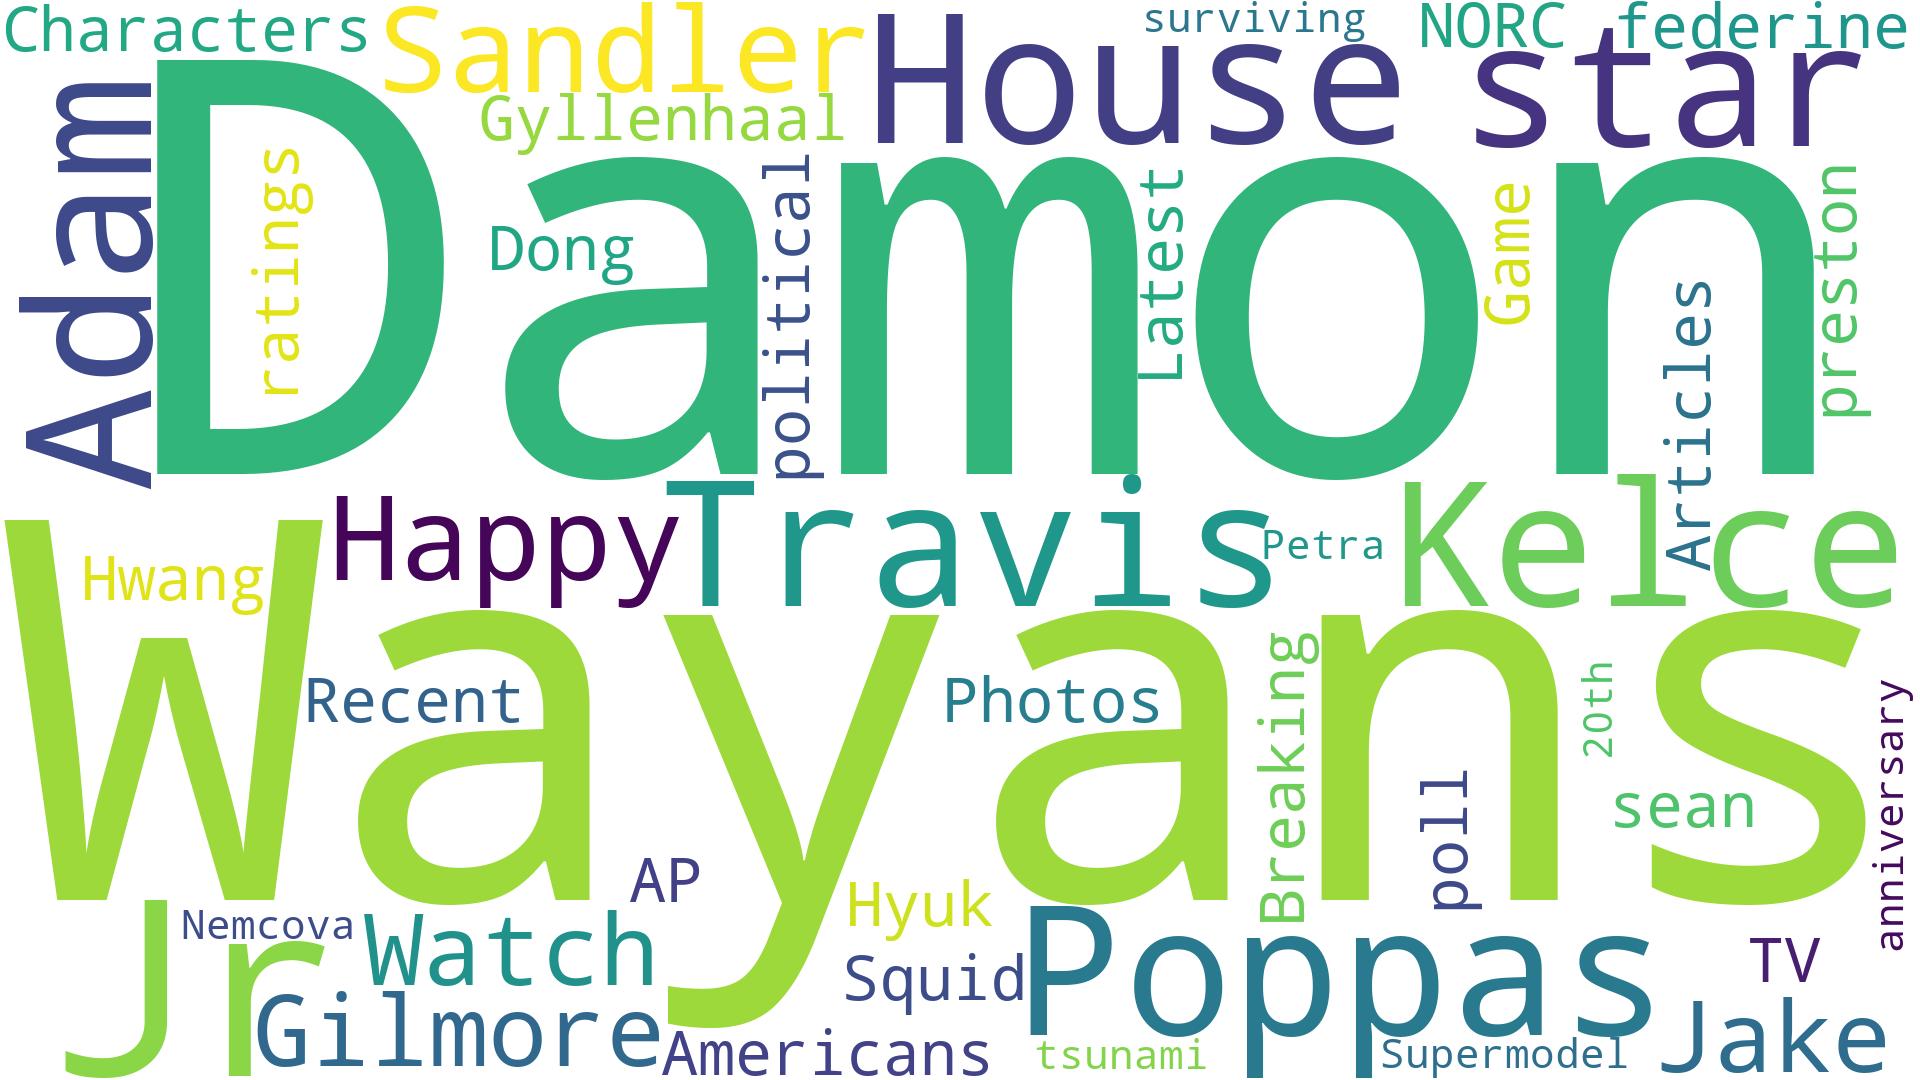 Characters
Sandler
House
surviving
NORC
federine
star
Gyllenhaal
Adam
Damon
ratings
Dong
political
Latest
Game
Articles
preston
Happy
Travis
Petra
Kelce
Wayans
Hwang
Recent
Photos
Breaking
20th
poll
sean
anniversary
AP
Hyuk
Jr
Nemcova
Watch
Squid
Poppas
TV
Gilmore
Americans
tsunami
Supermodel
Jake